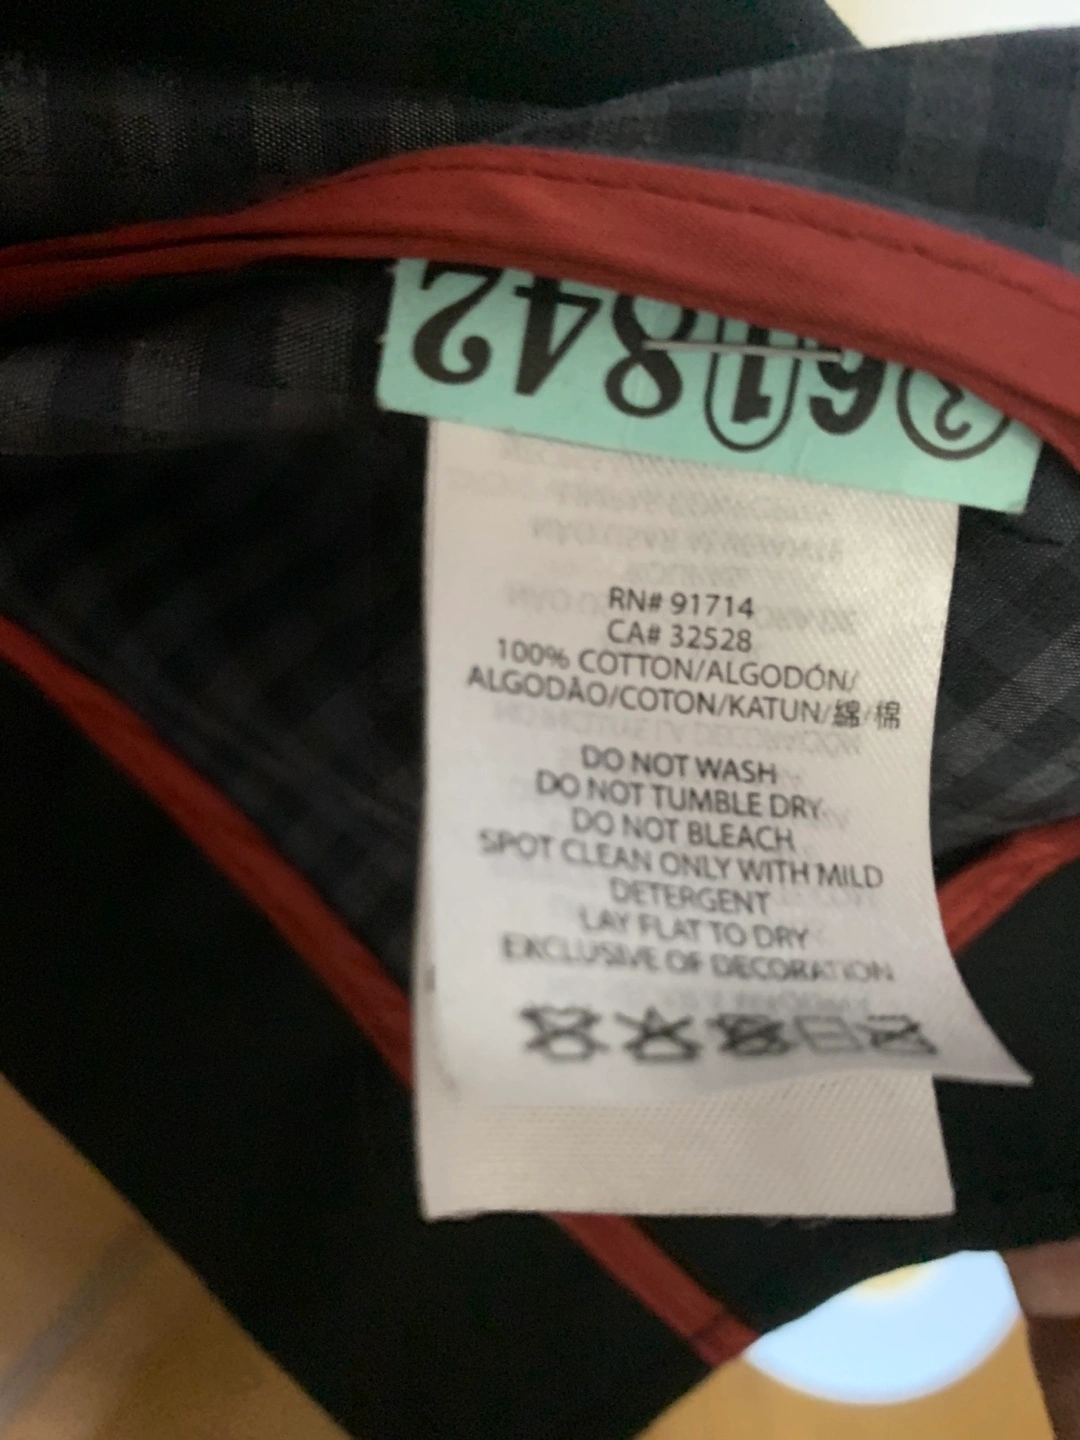 361842
RN# 91714
CA# 32528
100% COTTON/ALGODÓN/
ALGODÃO/COTON/KATUN/綿/棉
DO NOT WASH
DO NOT TUMBLE DRY
DO NOT BLEACH
SPOT CLEAN ONLY WITH MILD
DETERGENT
LAY FLAT TO DRY
EXCLUSIVE OF DECORATION